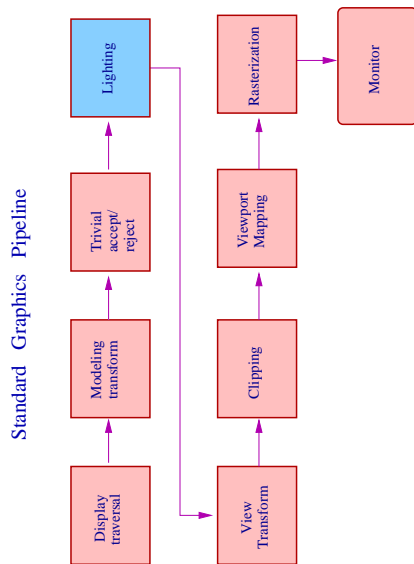 Standard Graphics Pipeline
Display
traversal
Modeling
transform
Trivial
accept/
reject
Lighting
View
Transform
Clipping
Viewport
Mapping
Rasterization
Monitor